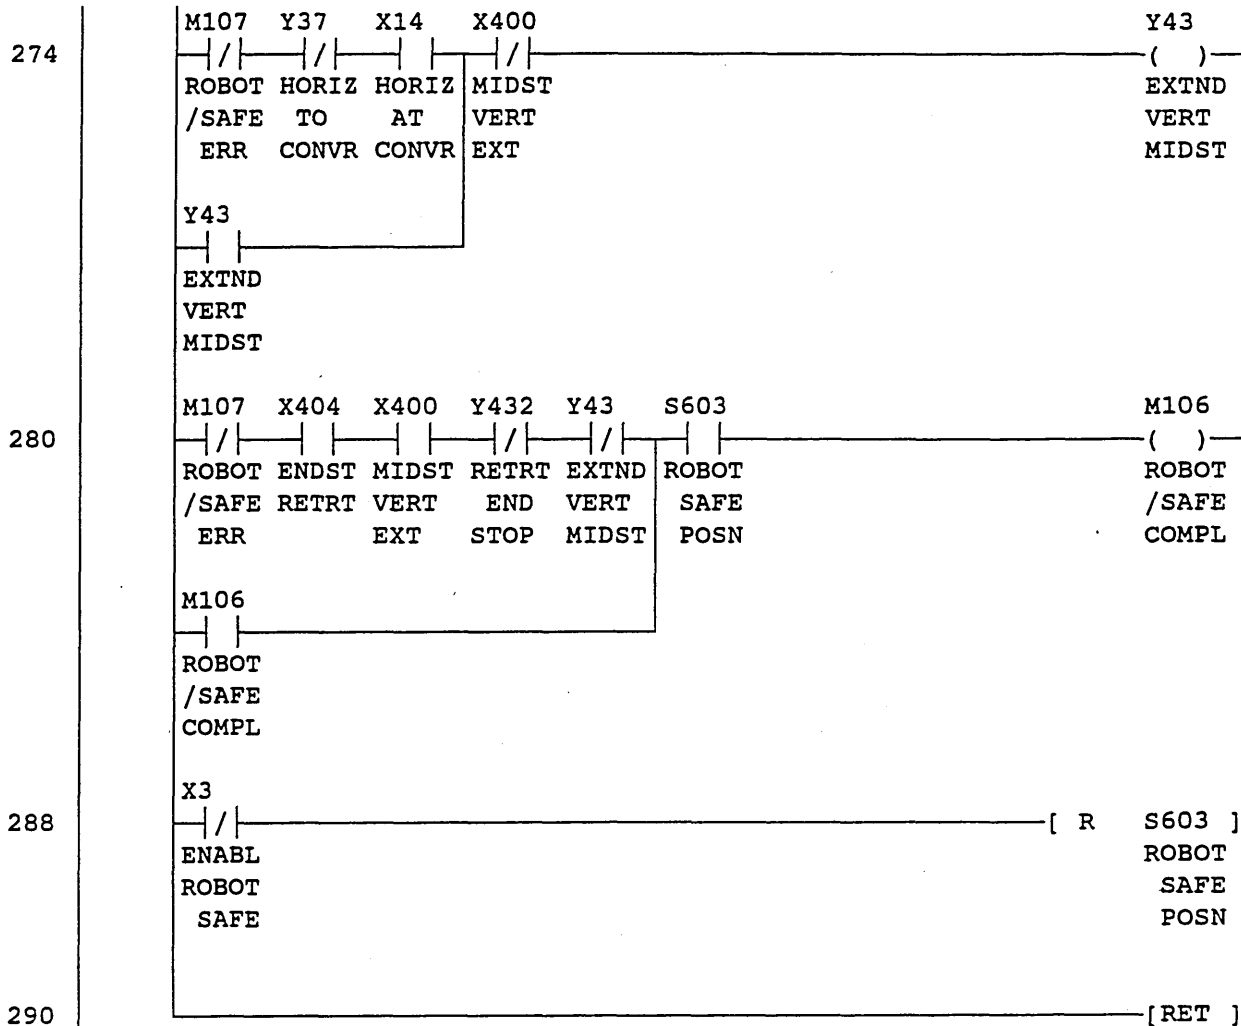 M107 Y37 X14 X400 Y43
274 ( )
ROBOT HORIZ HORIZ MIDST EXTND
/SAFE TO AT VERT VERT
ERR CONVR CONVR EXT MIDST
Y43
EXTND
VERT
MIDST
M107 X404 X400 Y432 Y43 S603 M106
280 ( )
ROBOT ENDST MIDST RETRT EXTND ROBOT ROBOT
/SAFE RETRT VERT END VERT SAFE /SAFE
ERR EXT STOP MIDST POSN COMPL
M106
ROBOT
/SAFE
COMPL
X3
288 [ R S603 ]
ENABL ROBOT
ROBOT SAFE
SAFE POSN
290 [RET ]